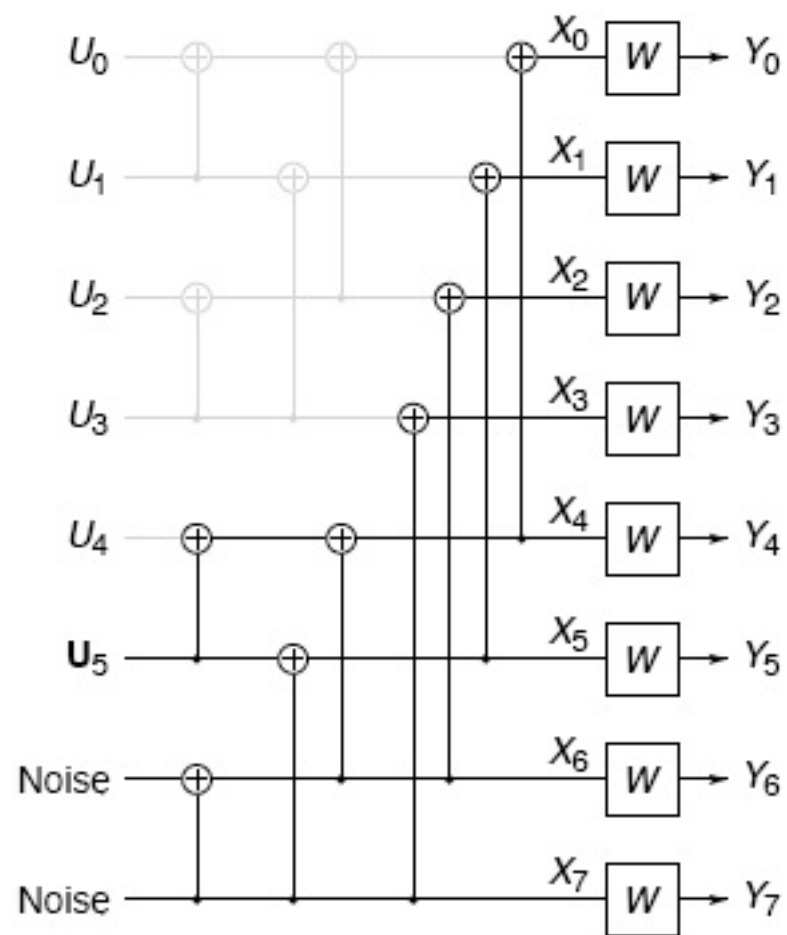 U0 X0 W Y0
U1 X1 W Y1
U2 X2 W Y2
U3 X3 W Y3
U4 X4 W Y4
U5 X5 W Y5
Noise X6 W Y6
Noise X7 W Y7